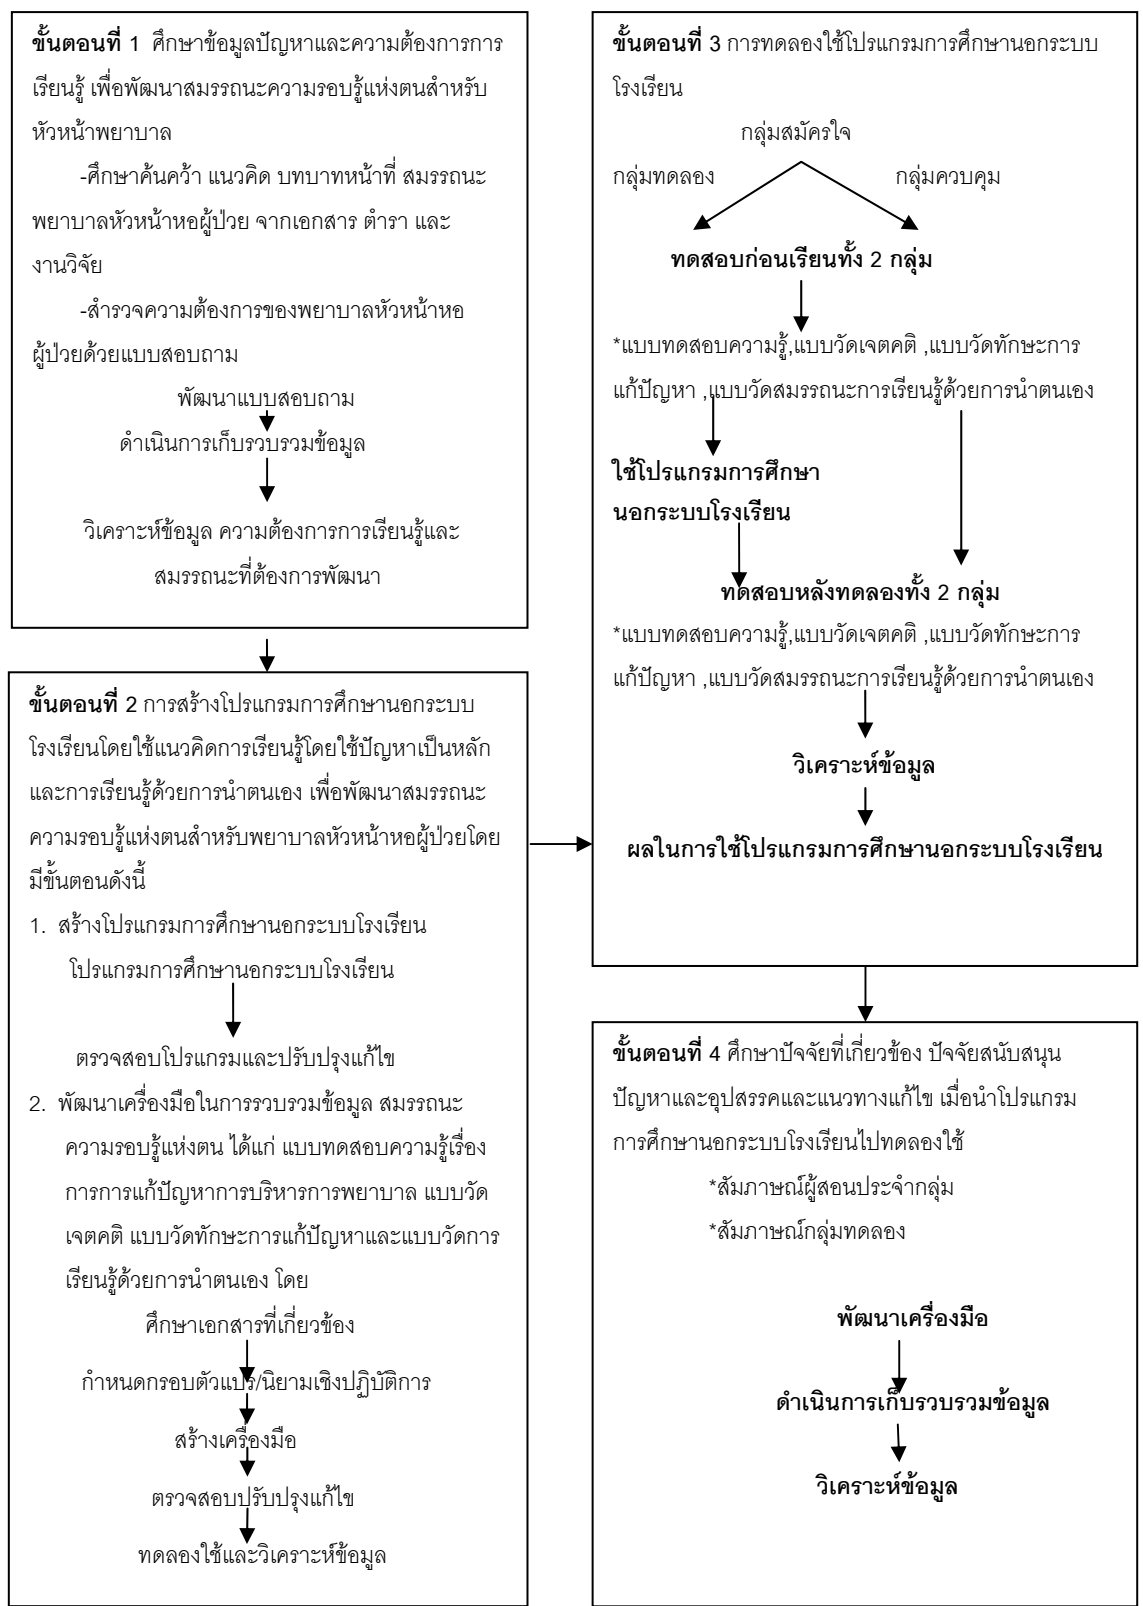 ขั้นตอนที่ 1 ศึกษาข้อมูลปัญหาและความต้องการการ
เรียนรู้ เพื่อพัฒนาสมรรถนะความรอบรู้แห่งตนสำหรับ
หัวหน้าพยาบาล
-ศึกษาค้นคว้า แนวคิด บทบาทหน้าที่ สมรรถนะ
พยาบาลหัวหน้าหอผู้ป่วย จากเอกสาร ตำรา และ
งานวิจัย
-สำรวจความต้องการของพยาบาลหัวหน้าหอ
ผู้ป่วยด้วยแบบสอบถาม
พัฒนาแบบสอบถาม
ดำเนินการเก็บรวบรวมข้อมูล
วิเคราะห์ข้อมูล ความต้องการการเรียนรู้และ
สมรรถนะที่ต้องการพัฒนา
ขั้นตอนที่ 2 การสร้างโปรแกรมการศึกษานอกระบบ
โรงเรียนโดยใช้แนวคิดการเรียนรู้โดยใช้ปัญหาเป็นหลัก
และการเรียนรู้ด้วยการนำตนเอง เพื่อพัฒนาสมรรถนะ
ความรอบรู้แห่งตนสำหรับพยาบาลหัวหน้าหอผู้ป่วยโดย
มีขั้นตอนดังนี้
1. สร้างโปรแกรมการศึกษานอกระบบโรงเรียน
โปรแกรมการศึกษานอกระบบโรงเรียน
ตรวจสอบโปรแกรมและปรับปรุงแก้ไข
2. พัฒนาเครื่องมือในการรวบรวมข้อมูล สมรรถนะ
ความรอบรู้แห่งตน ได้แก่ แบบทดสอบความรู้เรื่อง
การการแก้ปัญหาการบริหารการพยาบาล แบบวัด
เจตคติ แบบวัดทักษะการแก้ปัญหาและแบบวัดการ
เรียนรู้ด้วยการนำตนเอง โดย
ศึกษาเอกสารที่เกี่ยวข้อง
กำหนดกรอบตัวแปร/นิยามเชิงปฏิบัติการ
สร้างเครื่องมือ
ตรวจสอบปรับปรุงแก้ไข
ทดลองใช้และวิเคราะห์ข้อมูล
ขั้นตอนที่ 3 การทดลองใช้โปรแกรมการศึกษานอกระบบ
โรงเรียน
กลุ่มสมัครใจ
กลุ่มทดลอง กลุ่มควบคุม
ทดสอบก่อนเรียนทั้ง 2 กลุ่ม
*แบบทดสอบความรู้,แบบวัดเจตคติ ,แบบวัดทักษะการ
แก้ปัญหา ,แบบวัดสมรรถนะการเรียนรู้ด้วยการนำตนเอง
ใช้โปรแกรมการศึกษา
นอกระบบโรงเรียน
ทดสอบหลังทดลองทั้ง 2 กลุ่ม
*แบบทดสอบความรู้,แบบวัดเจตคติ ,แบบวัดทักษะการ
แก้ปัญหา ,แบบวัดสมรรถนะการเรียนรู้ด้วยการนำตนเอง
วิเคราะห์ข้อมูล
ผลในการใช้โปรแกรมการศึกษานอกระบบโรงเรียน
ขั้นตอนที่ 4 ศึกษาปัจจัยที่เกี่ยวข้อง ปัจจัยสนับสนุน
ปัญหาและอุปสรรคและแนวทางแก้ไข เมื่อนำโปรแกรม
การศึกษานอกระบบโรงเรียนไปทดลองใช้
*สัมภาษณ์ผู้สอนประจำกลุ่ม
*สัมภาษณ์กลุ่มทดลอง
พัฒนาเครื่องมือ
ดำเนินการเก็บรวบรวมข้อมูล
วิเคราะห์ข้อมูล